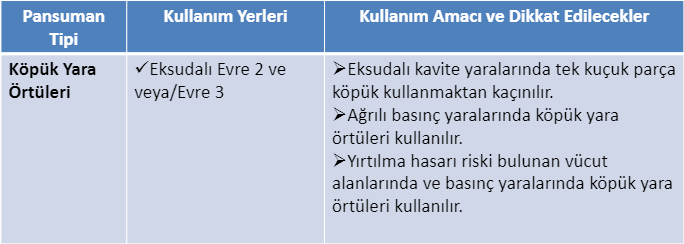 Pansuman Tipi
Kullanım Yerleri
Kullanım Amacı ve Dikkat Edilecekler
Köpük Yara Örtüleri
✓Eksudalı Evre 2 ve
veya/Evre 3
➢Eksudalı kavite yaralarında tek kuçuk parça
köpük kullanmaktan kaçınılır.
➢Ağrılı basınç yaralarında köpük yara
örtüleri kullanılır.
➢Yırtılma hasarı riski bulunan vücut
alanlarında ve basınç yaralarında köpük yara
örtüleri kullanılır.